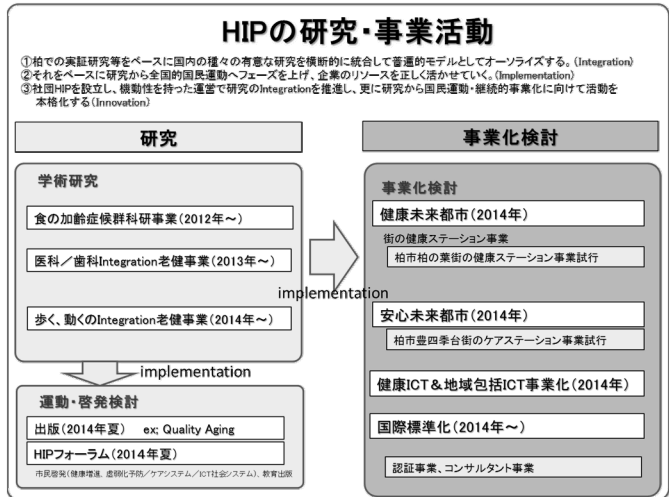 HIPの研究・事業活動
①柏での実証研究等をベースに国内の種々の有意な研究を横断的に統合して普遍的モデルとしてオーソライズする。(Integration)
②それをベースに研究から全国的国民運動へフェーズを上げ、企業のリソースを正しく活かせていく。(Implementation)
③社団HIPを設立し、機動性を持った運営で研究のIntegrationを推進し、更に研究から国民運動・継続的事業化に向けて活動を
本格化する(Innovation)
研究
学術研究
食の加齢症候群科研事業(2012年~)
医科/歯科Integration老健事業(2013年~)
歩く、動くのIntegration老健事業(2014年~)
implementation
運動・啓発検討
出版(2014年夏) ex; Quality Aging
HIPフォーラム(2014年夏)
市民啓発(健康増進, 虚弱化予防/ケアシステム/ICT社会システム), 教育出版
implementation
事業化検討
事業化検討
健康未来都市(2014年)
街の健康ステーション事業
柏市柏の葉街の健康ステーション事業試行
安心未来都市(2014年)
柏市豊四季台街のケアステーション事業試行
健康ICT&地域包括ICT事業化(2014年)
国際標準化(2014年~)
認証事業、コンサルタント事業